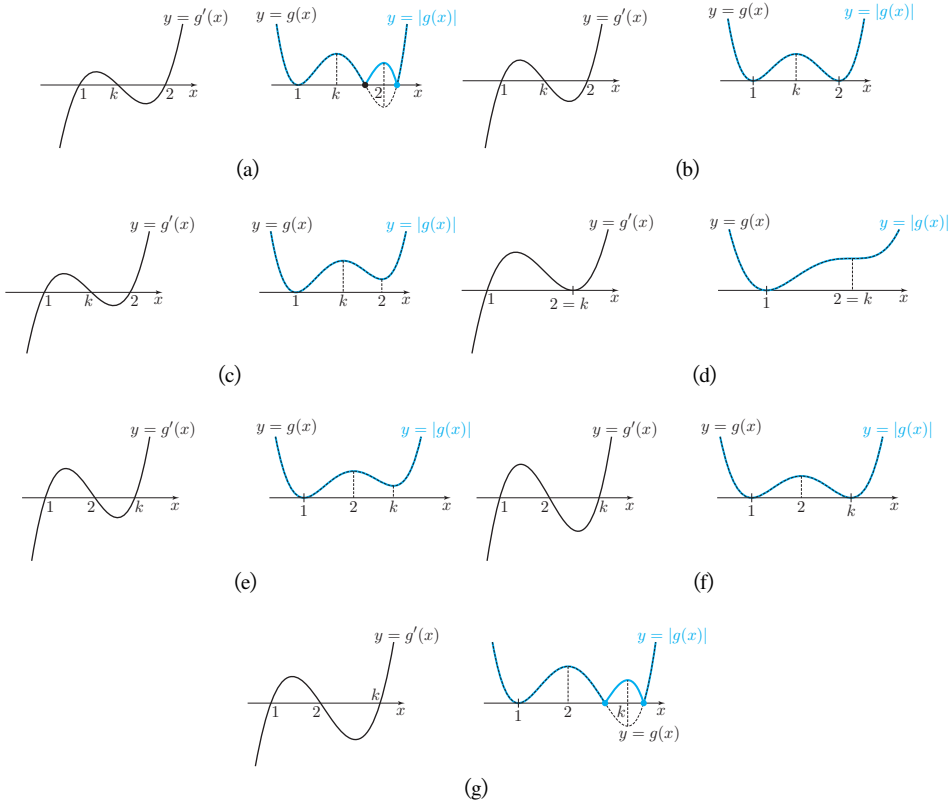 y = g′(x) y = g(x) y = |g(x)| y = g′(x) y = g(x) y = |g(x)|
1 k 2 x 1 k 2 x 1 k 2 x 1 k 2 x
(a) (b)
y = g′(x) y = g(x) y = |g(x)| y = g′(x) y = g(x) y = |g(x)|
1 k 2 x 1 k 2 x 1 2 = k x 1 2 = k x
(c) (d)
y = g′(x) y = g(x) y = |g(x)| y = g′(x) y = g(x) y = |g(x)|
1 2 k x 1 2 k x 1 2 k x 1 2 k x
(e) (f)
y = g′(x) y = |g(x)|
1 2 k x 1 2 k x
y = g(x)
(g)